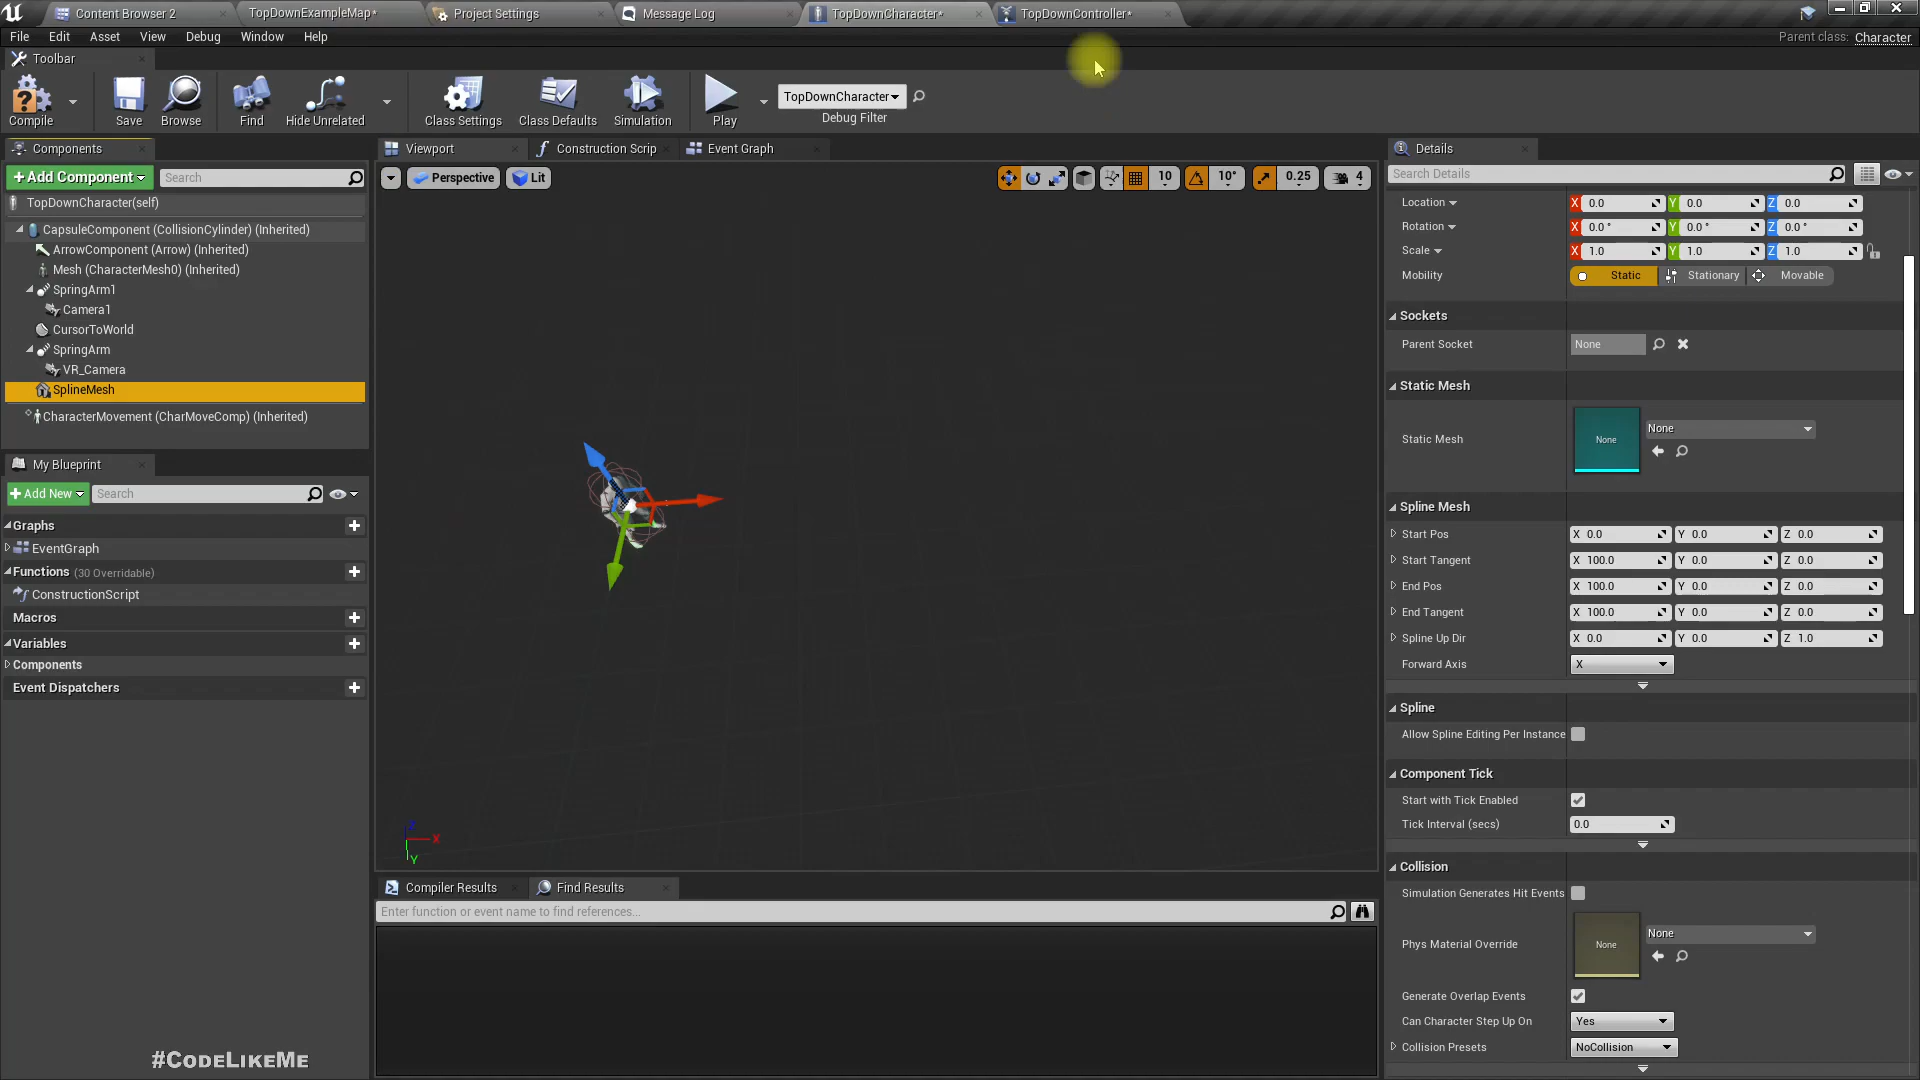 Content Browser 2
TopDownExampleMap*
Project Settings
Message Log
TopDownCharacter*
TopDownController*
File Edit Asset View Debug Window Help
Parent class: Character
Toolbar
Compile
Save
Browse
Find
Hide Unrelated
Class Settings
Class Defaults
Simulation
Play
TopDownCharacter
Debug Filter
Components
+Add Component
Search
TopDownCharacter(self)
CapsuleComponent (CollisionCylinder) (Inherited)
ArrowComponent (Arrow) (Inherited)
Mesh (CharacterMesh0) (Inherited)
SpringArm1
Camera1
CursorToWorld
SpringArm
VR_Camera
SplineMesh
CharacterMovement (CharMoveComp) (Inherited)
My Blueprint
+Add New
Search
Graphs
EventGraph
Functions (30 Overridable)
ConstructionScript
Macros
Variables
Components
Event Dispatchers
#CodeLikeMe
Viewport
Construction Scrip
Event Graph
Perspective
Lit
10
10°
0.25
4
Z
X
Y
Compiler Results
Find Results
Enter function or event name to find references...
Details
Search Details
Location X 0.0 Y 0.0 Z 0.0
Rotation X 0.0 ° Y 0.0 ° Z 0.0 °
Scale X 1.0 Y 1.0 Z 1.0
Mobility Static Stationary Movable
Sockets
Parent Socket None
Static Mesh
Static Mesh None None
Spline Mesh
Start Pos X 0.0 Y 0.0 Z 0.0
Start Tangent X 100.0 Y 0.0 Z 0.0
End Pos X 100.0 Y 0.0 Z 0.0
End Tangent X 100.0 Y 0.0 Z 0.0
Spline Up Dir X 0.0 Y 0.0 Z 1.0
Forward Axis X
Spline
Allow Spline Editing Per Instance
Component Tick
Start with Tick Enabled
Tick Interval (secs) 0.0
Collision
Simulation Generates Hit Events
Phys Material Override None None
Generate Overlap Events
Can Character Step Up On Yes
Collision Presets NoCollision